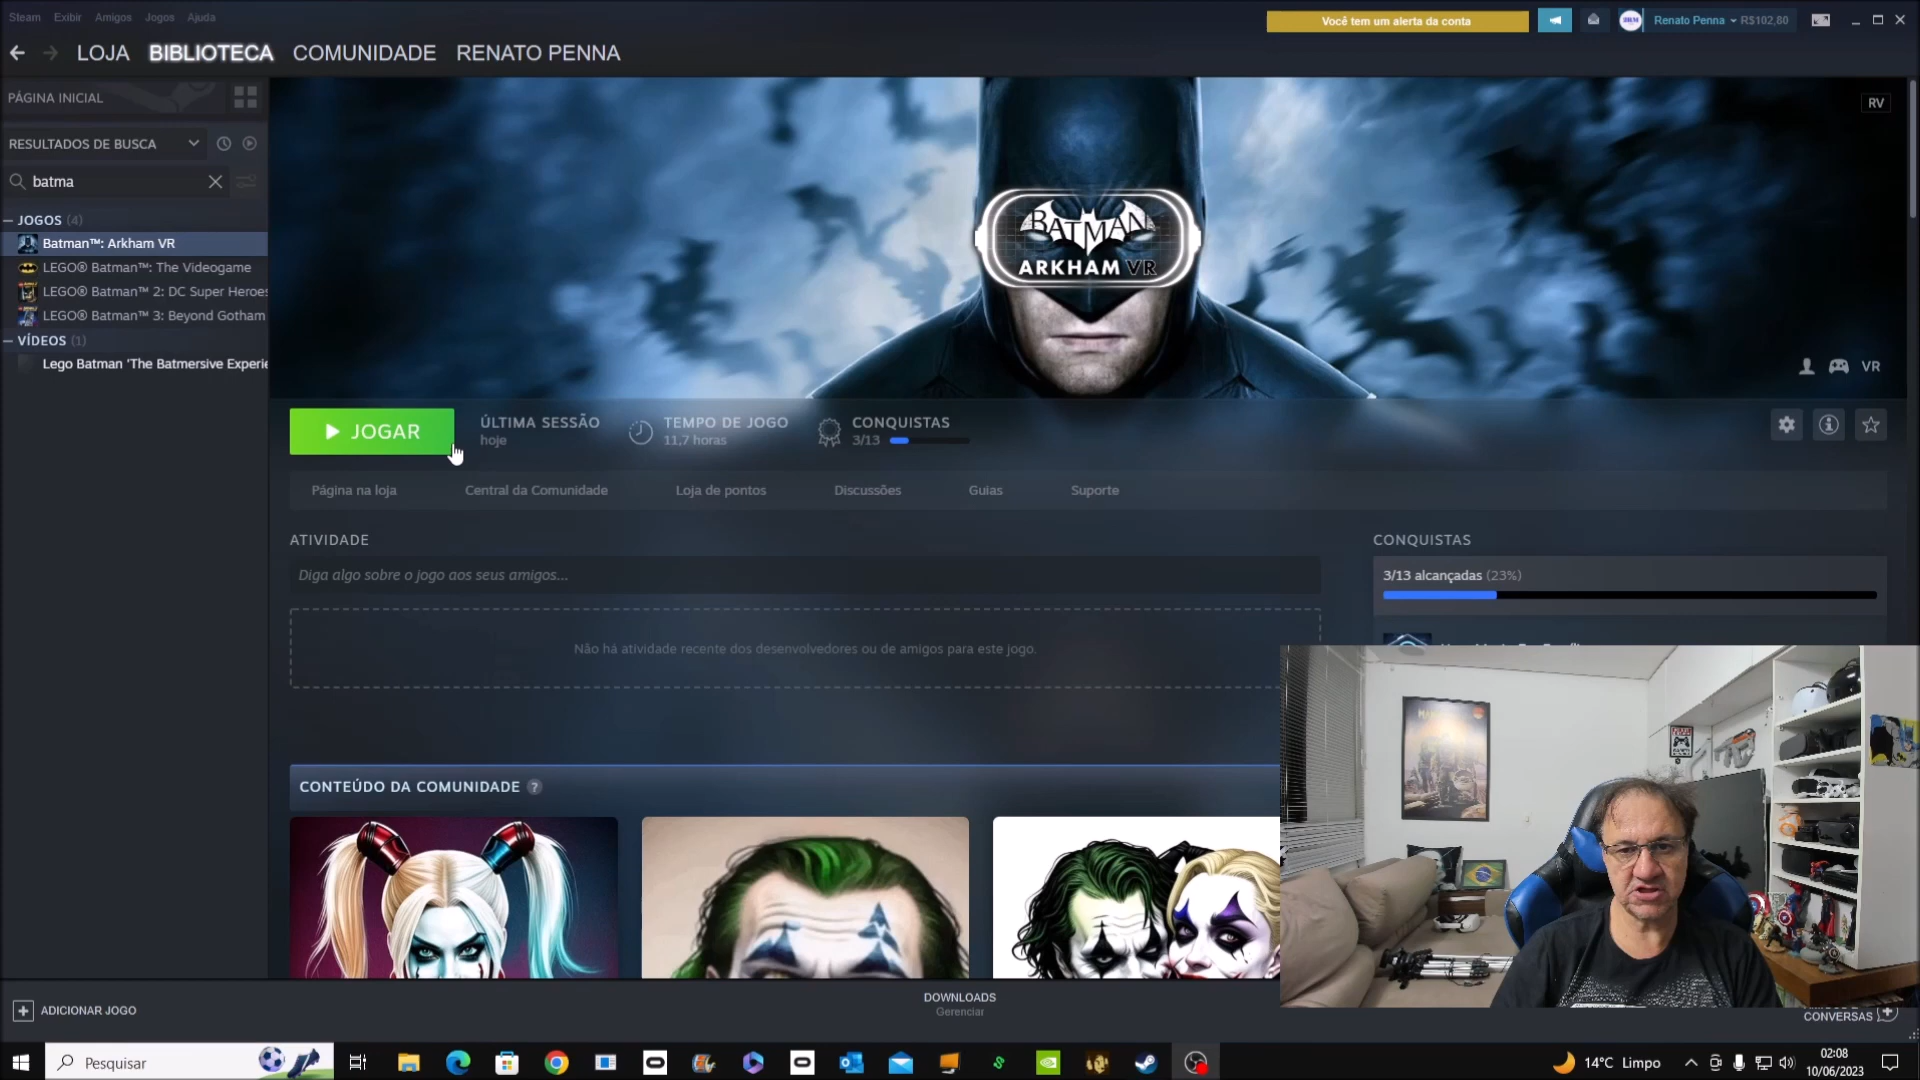 Steam Exibir Amigos Jogos Ajuda
Você tem um alerta da conta
Renato Penna R$102,80
LOJA BIBLIOTECA COMUNIDADE RENATO PENNA
PÁGINA INICIAL
RESULTADOS DE BUSCA
batma
JOGOS (4)
Batman™: Arkham VR
LEGO® Batman™: The Videogame
LEGO® Batman™ 2: DC Super Heroes
LEGO® Batman™ 3: Beyond Gotham
VÍDEOS (1)
Lego Batman 'The Batmersive Experie
RV
BATMAN
ARKHAM VR
VR
JOGAR
ÚLTIMA SESSÃO
hoje
TEMPO DE JOGO
11,7 horas
CONQUISTAS
3/13
Página na loja Central da Comunidade Loja de pontos Discussões Guias Suporte
ATIVIDADE
Diga algo sobre o jogo aos seus amigos...
Não há atividade recente dos desenvolvedores ou de amigos para este jogo.
CONQUISTAS
3/13 alcançadas (23%)
CONTEÚDO DA COMUNIDADE ?
ADICIONAR JOGO
DOWNLOADS
Gerenciar
CONVERSAS
Pesquisar
14°C Limpo
02:08
10/06/2023